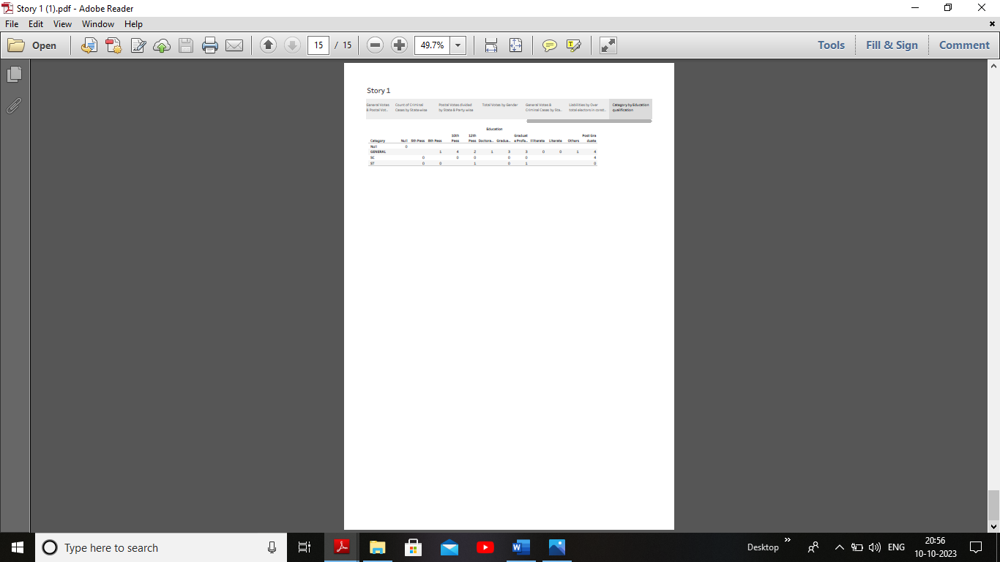 Story 1 (1).pdf - Adobe Reader
File Edit View Window Help
Open 15 / 15 49.7% Tools Fill & Sign Comment
Story 1
General Votes & Postal Vot..
Count of Criminal Cases by State wise
Postal Votes divided by State & Party wise
Total Votes by Gender
General Votes & Criminal Cases by Sta..
Liabilities by Over total electors in const..
Category by Education qualification
Education
Category Null 5th Pass 8th Pass 10th Pass 12th Pass Doctora.. Gradua.. Graduat e Profe.. Illiterate Literate Others Post Gra duate
Null 0
GENERAL 1 4 2 1 3 3 0 0 1 4
SC 0 0 0 0 0 4
ST 0 0 1 0 1 0
Type here to search Desktop ENG 20:56
10-10-2023